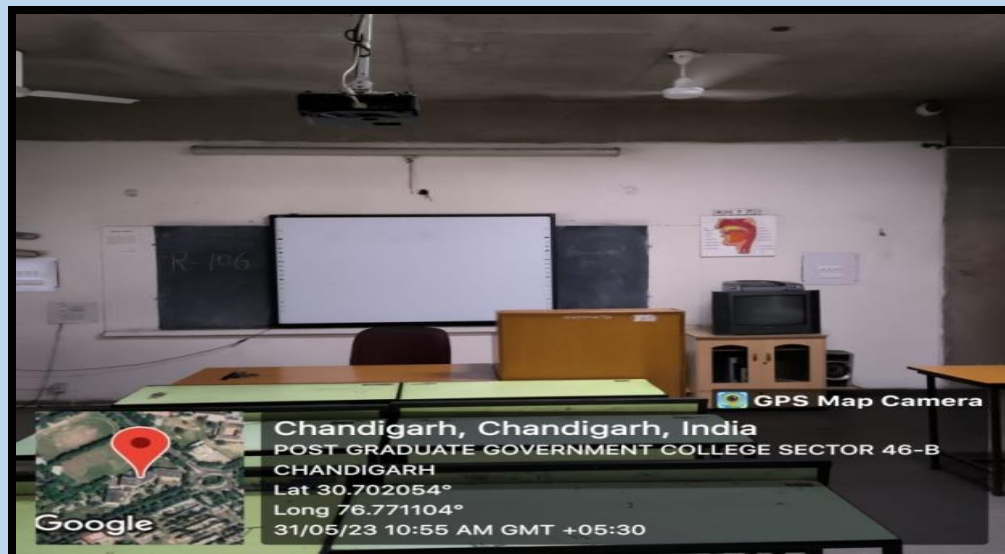 R-106
GPS Map Camera
Chandigarh, Chandigarh, India
POST GRADUATE GOVERNMENT COLLEGE SECTOR 46-B
CHANDIGARH
Lat 30.702054°
Long 76.771104°
31/05/23 10:55 AM GMT +05:30
Google